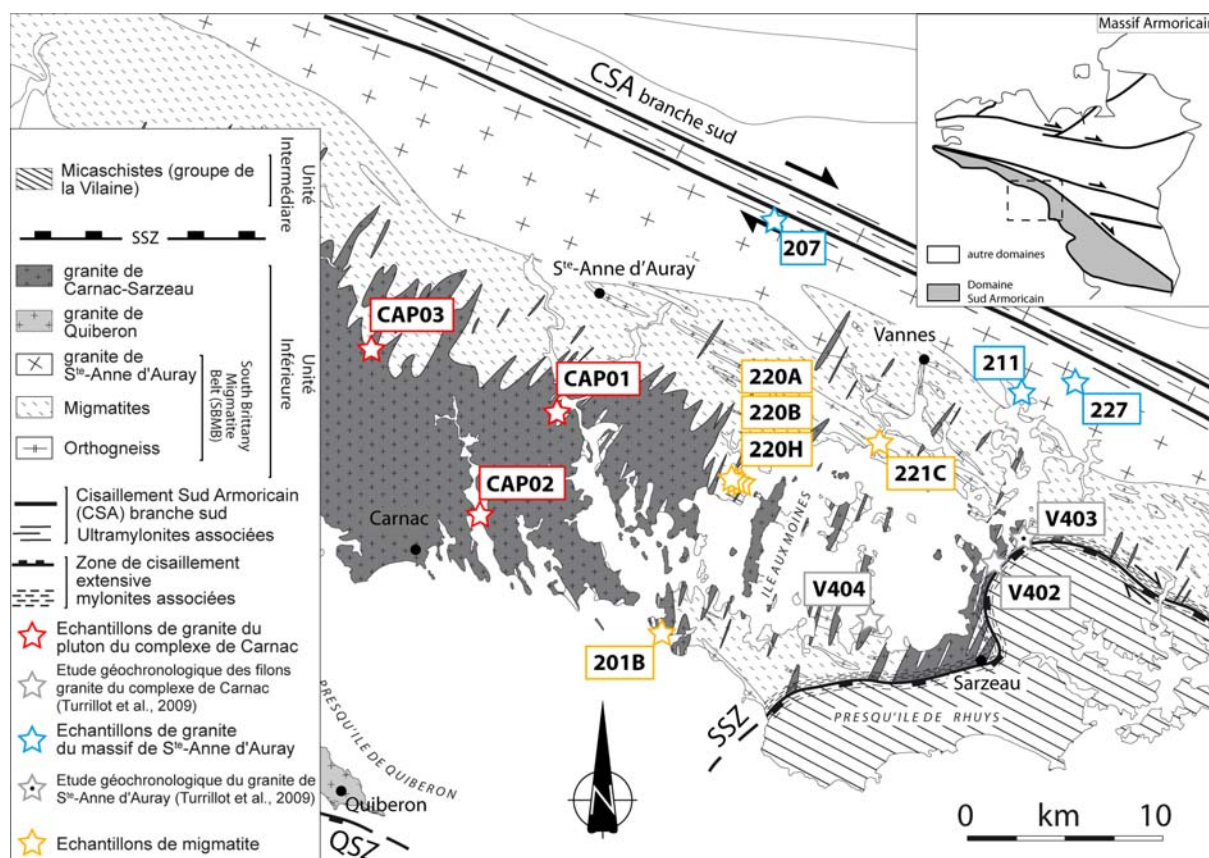 Massif Armoricain
autre domaines
Domaine
Sud Armoricain
CSA branche sud
207
Ste-Anne d'Auray
CAP03
Vannes
CAP01
220A
220B
220H
211
227
221C
CAP02
Carnac
V403
ILE AUX MOINES
V404
V402
201B
Sarzeau
SSZ
PRESQU'ILE DE RHUYS
PRESQU'ILE DE QUIBERON
Quiberon
QSZ
N
0 km 10
Micaschistes (groupe de
la Vilaine)
Unité
Intermédiare
SSZ
granite de
Carnac-Sarzeau
granite de
Quiberon
granite de
Ste-Anne d'Auray
Migmatites
Orthogneiss
South Brittany
Migmatite
Belt (SBMB)
Unité
Inférieure
Cisaillement Sud Armoricain
(CSA) branche sud
Ultramylonites associées
Zone de cisaillement
extensive
mylonites associées
Echantillons de granite du
pluton du complexe de Carnac
Etude géochronologique des filons
granite du complexe de Carnac
(Turrillot et al., 2009)
Echantillons de granite
du massif de Ste-Anne d'Auray
Etude géochronologique du granite de
Ste-Anne d'Auray (Turrillot et al., 2009)
Echantillons de migmatite